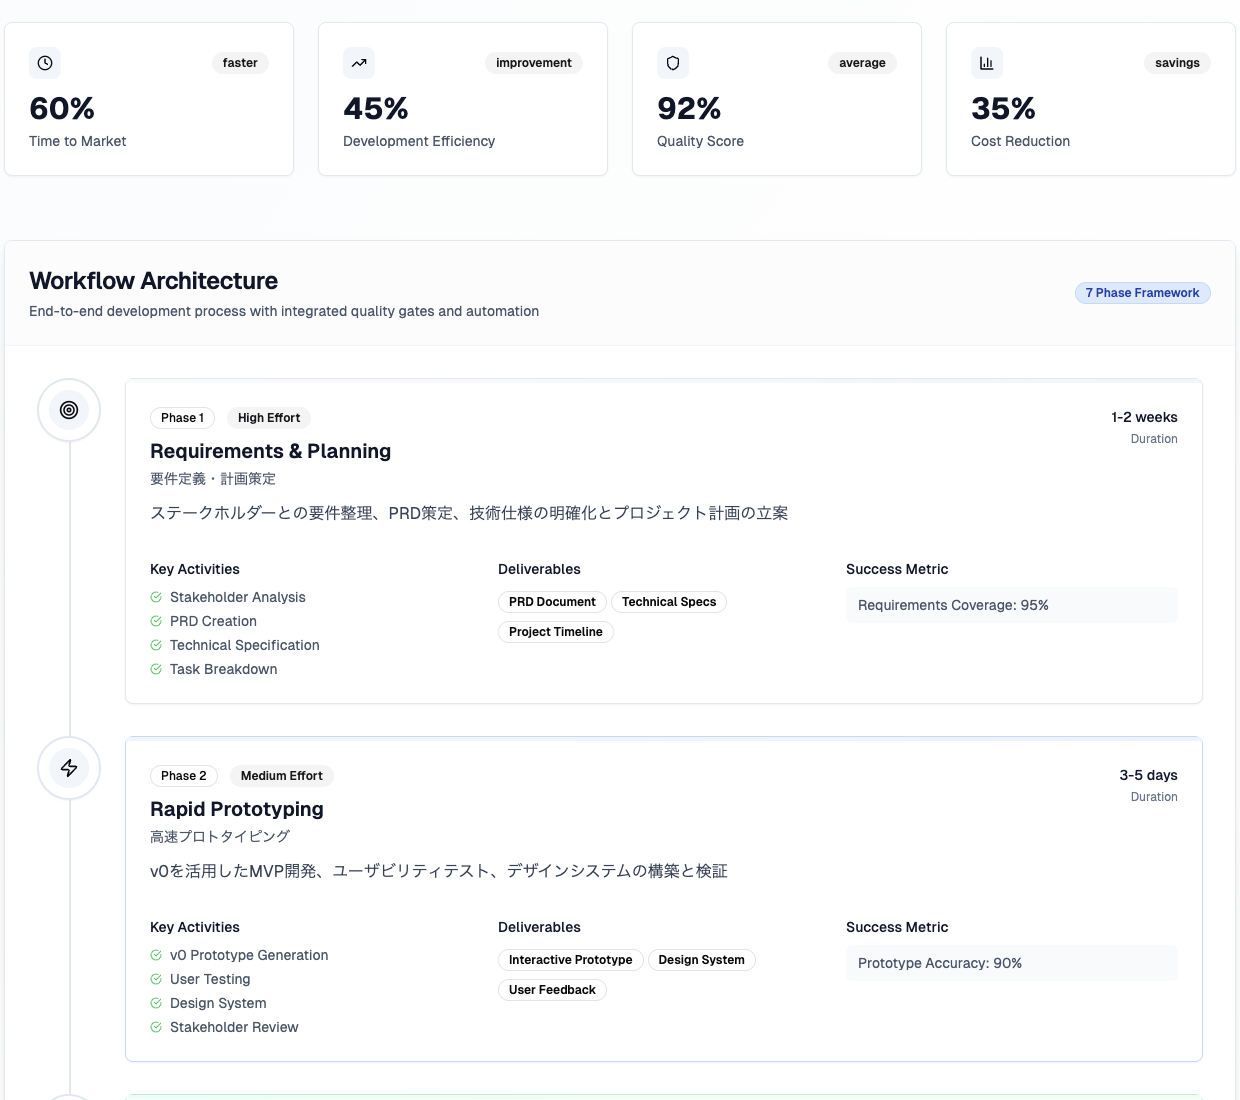 faster
60%
Time to Market
improvement
45%
Development Efficiency
average
92%
Quality Score
savings
35%
Cost Reduction
Workflow Architecture
End-to-end development process with integrated quality gates and automation
7 Phase Framework
Phase 1 High Effort
1-2 weeks
Duration
Requirements & Planning
要件定義・計画策定
ステークホルダーとの要件整理、PRD策定、技術仕様の明確化とプロジェクト計画の立案
Key Activities
Stakeholder Analysis
PRD Creation
Technical Specification
Task Breakdown
Deliverables
PRD Document Technical Specs
Project Timeline
Success Metric
Requirements Coverage: 95%
Phase 2 Medium Effort
3-5 days
Duration
Rapid Prototyping
高速プロトタイピング
v0を活用したMVP開発、ユーザビリティテスト、デザインシステムの構築と検証
Key Activities
v0 Prototype Generation
User Testing
Design System
Stakeholder Review
Deliverables
Interactive Prototype Design System
User Feedback
Success Metric
Prototype Accuracy: 90%